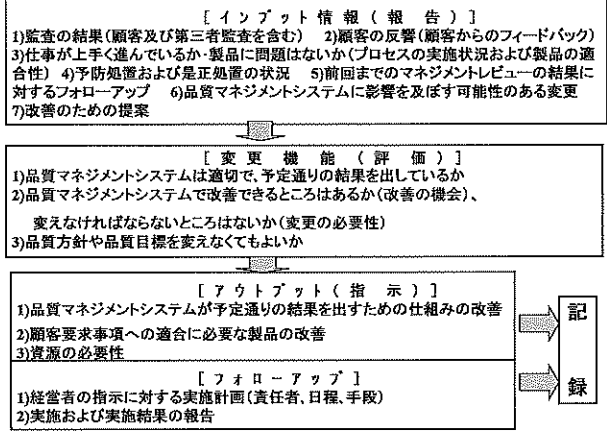 [ インプット情報(報告) ]
1)監査の結果(顧客及び第三者監査を含む) 2)顧客の反響(顧客からのフィードバック)
3)仕事が上手く進んでいるか・製品に問題はないか(プロセスの実施状況および製品の適
合性) 4)予防処置および是正処置の状況 5)前回までのマネジメントレビューの結果に
対するフォローアップ 6)品質マネジメントシステムに影響を及ぼす可能性のある変更
7)改善のための提案
[ 変更機能(評価) ]
1)品質マネジメントシステムは適切で、予定通りの結果を出しているか
2)品質マネジメントシステムで改善できるところはあるか(改善の機会)、
変えなければならないところはないか(変更の必要性)
3)品質方針や品質目標を変えなくてもよいか
[ アウトプット(指示) ]
1)品質マネジメントシステムが予定通りの結果を出すための仕組みの改善
2)顧客要求事項への適合に必要な製品の改善
3)資源の必要性
[ フォローアップ ]
1)経営者の指示に対する実施計画(責任者、日程、手段)
2)実施および実施結果の報告
記
録